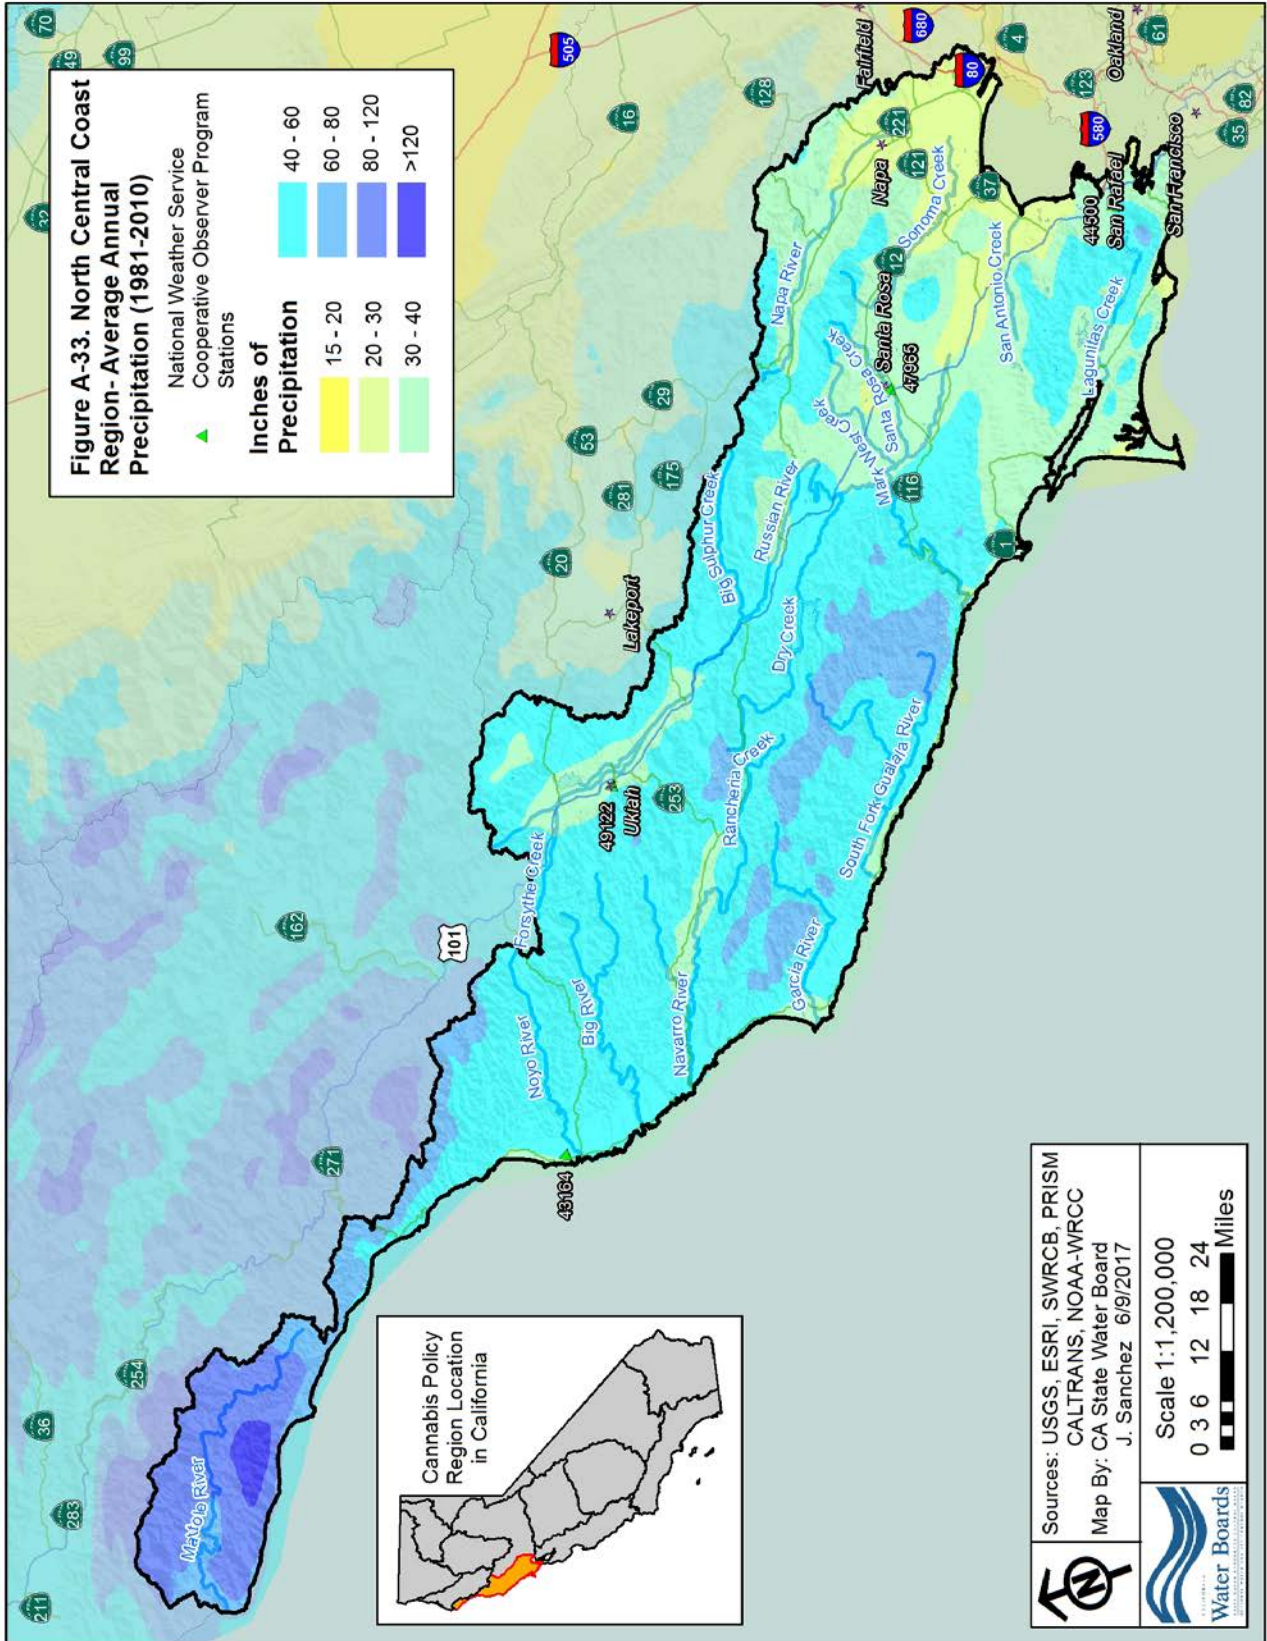 Figure A-33. North Central Coast
Region- Average Annual
Precipitation (1981-2010)
National Weather Service
Cooperative Observer Program
Stations
Inches of
Precipitation
15 - 20
20 - 30
30 - 40
40 - 60
60 - 80
80 - 120
>120
211
283
36
254
271
162
101
32
70
49
99
20
53
281
175
29
16
505
128
253
116
1
12
121
221
37
80
680
4
123
580
61
82
35
Mattole River
Noyo River
Big River
Forsythe Creek
Navarro River
Rancheria Creek
Garcia River
South Fork Gualala River
Dry Creek
Big Sulphur Creek
Russian River
Mark West Creek
Santa Rosa Creek
Napa River
Sonoma Creek
San Antonio Creek
Lagunitas Creek
43164
49122
Ukiah
Lakeport
Santa Rosa
47965
Napa
Fairfield
44500
San Rafael
San Francisco
Oakland
Cannabis Policy
Region Location
in California
N
Sources: USGS, ESRI, SWRCB, PRISM
CALTRANS, NOAA-WRCC
Map By: CA State Water Board
J. Sanchez 6/9/2017
CALIFORNIA
Water Boards
Scale 1:1,200,000
0 3 6 12 18 24
Miles